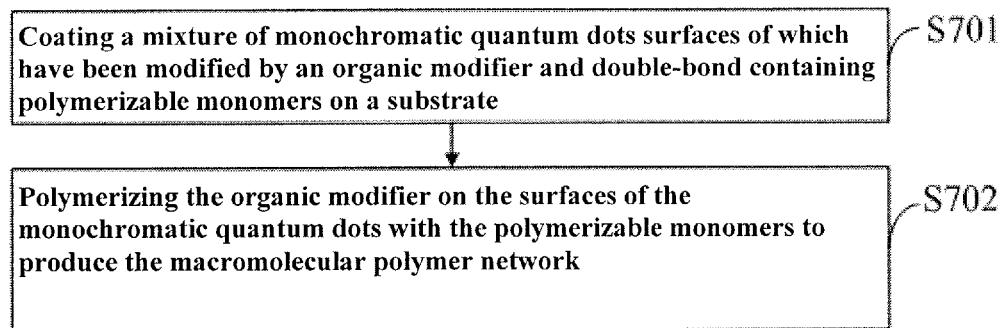 Coating a mixture of monochromatic quantum dots surfaces of which
have been modified by an organic modifier and double-bond containing
polymerizable monomers on a substrate
S701
Polymerizing the organic modifier on the surfaces of the
monochromatic quantum dots with the polymerizable monomers to
produce the macromolecular polymer network
S702